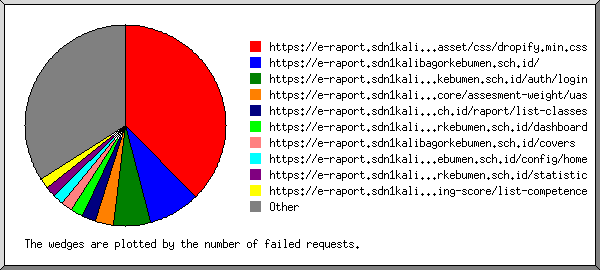 https://e-raport.sdn1kali...asset/css/dropify.min.css
https://e-raport.sdn1kalibagorkebumen.sch.id/
https://e-raport.sdn1kali...kebumen.sch.id/auth/login
https://e-raport.sdn1kali...core/assesment-weight/uas
https://e-raport.sdn1kali...ch.id/raport/list-classes
https://e-raport.sdn1kali...rkebumen.sch.id/dashboard
https://e-raport.sdn1kalibagorkebumen.sch.id/covers
https://e-raport.sdn1kali...ebumen.sch.id/config/home
https://e-raport.sdn1kali...rkebumen.sch.id/statistic
https://e-raport.sdn1kali...ing-score/list-competence
Other
The wedges are plotted by the number of failed requests.